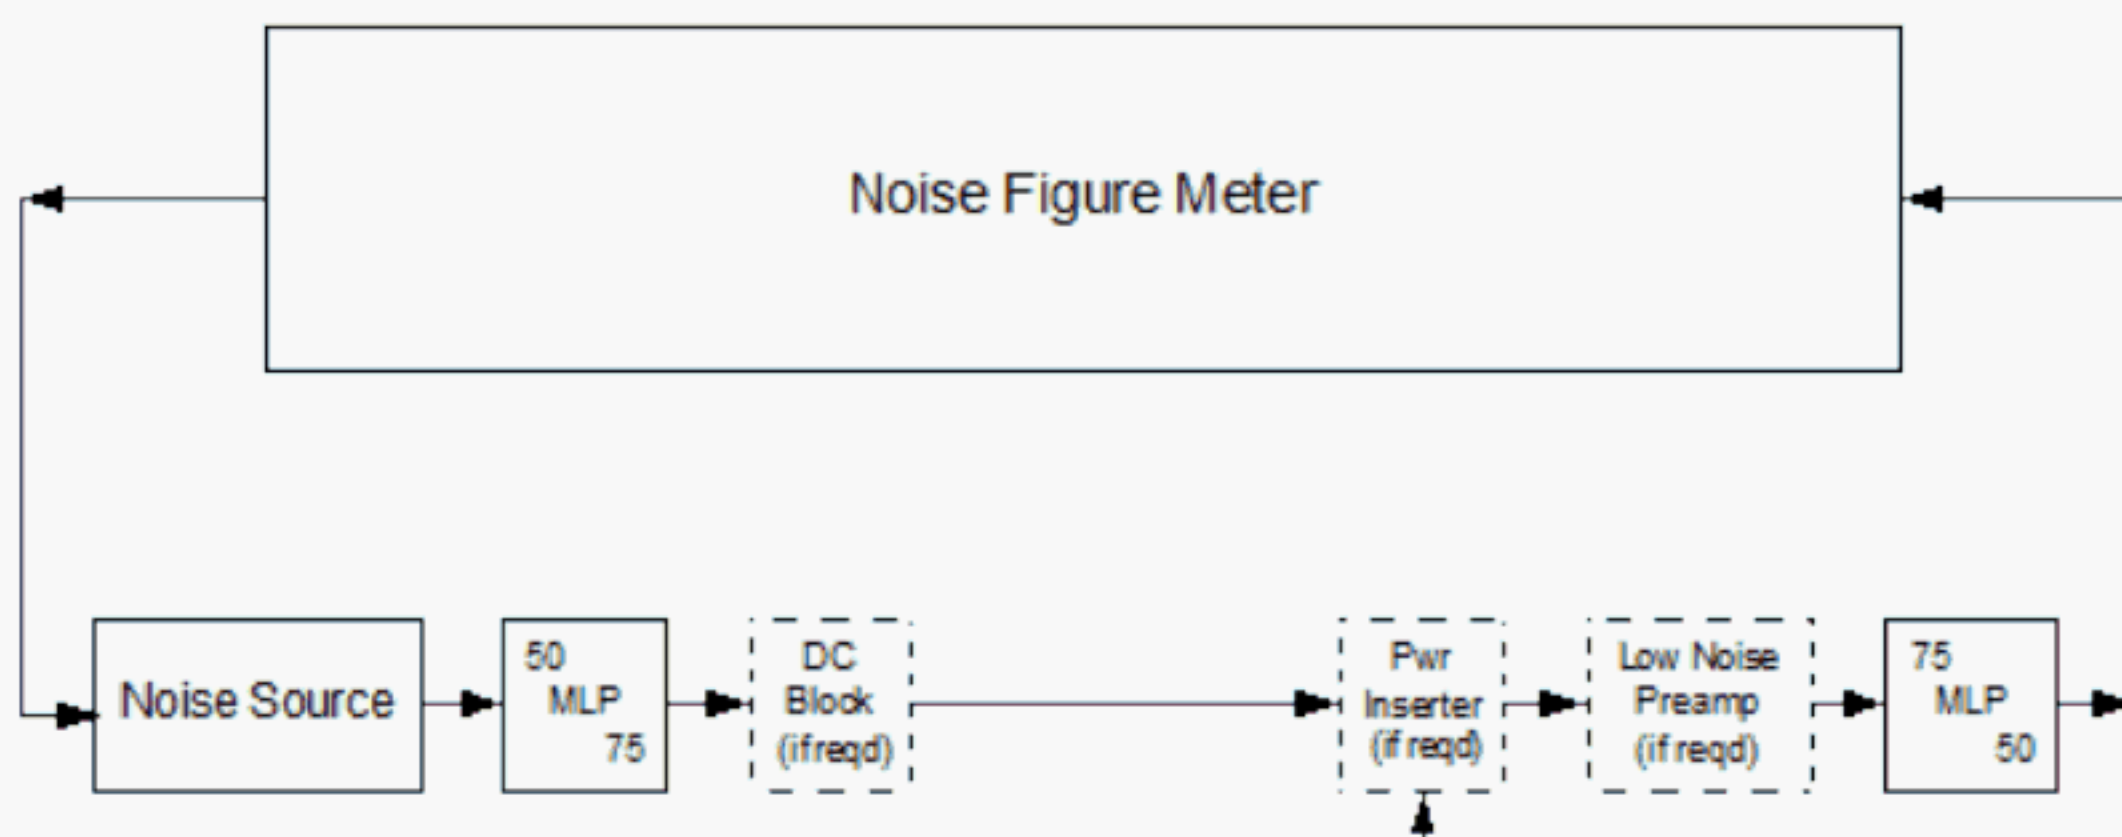 Noise Figure Meter
Noise Source
50
MLP
75
DC
Block
(if reqd)
Pwr
Inserter
(if reqd)
Low Noise
Preamp
(if reqd)
75
MLP
50